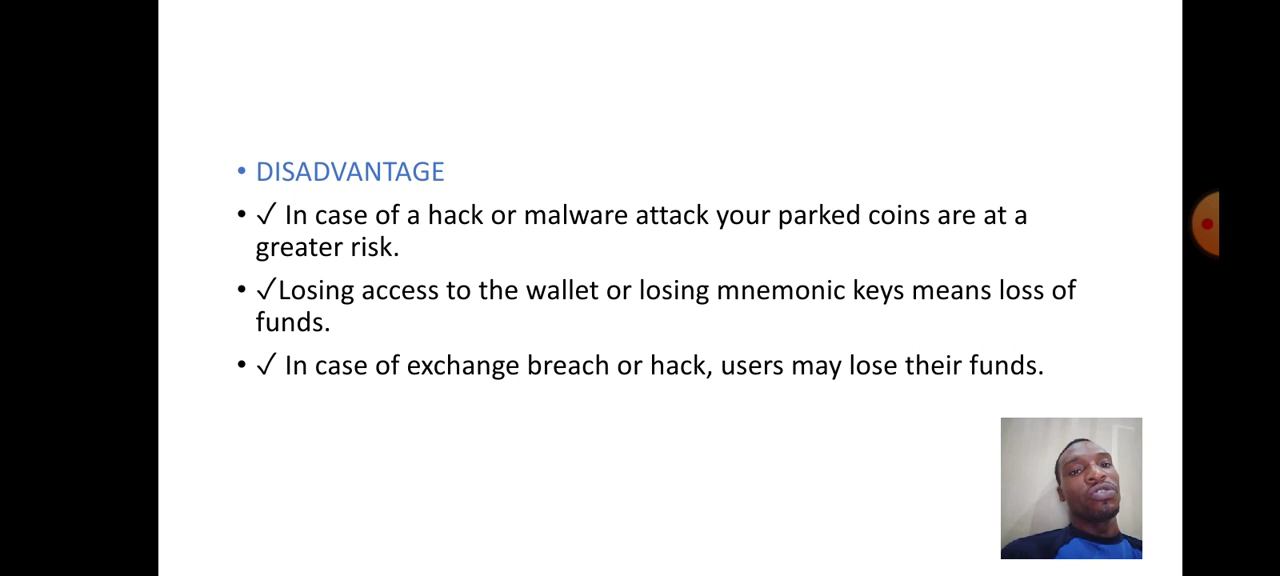 • DISADVANTAGE
• ✓ In case of a hack or malware attack your parked coins are at a
greater risk.
• ✓Losing access to the wallet or losing mnemonic keys means loss of
funds.
• ✓ In case of exchange breach or hack, users may lose their funds.